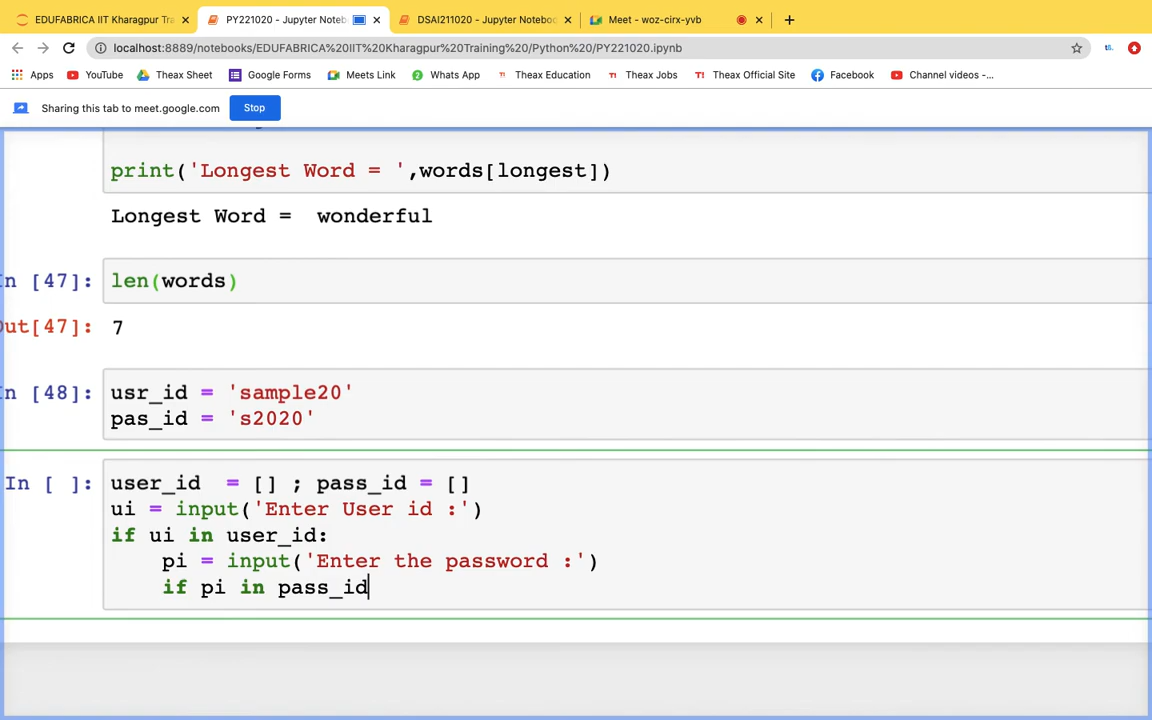 EDUFABRICA IIT Kharagpur Tra
PY221020 - Jupyter Noteb
DSAI211020 - Jupyter Noteboo
Meet - woz-cirx-yvb
localhost:8889/notebooks/EDUFABRICA%20IIT%20Kharagpur%20Training%20/Python%20/PY221020.ipynb
Apps YouTube Theax Sheet Google Forms Meets Link 2 Whats App T! Theax Education T! Theax Jobs T! Theax Official Site Facebook Channel videos -...
Sharing this tab to meet.google.com Stop
print('Longest Word = ',words[longest])
Longest Word =  wonderful
n [47]: len(words)
ut[47]: 7
n [48]: usr_id = 'sample20'
pas_id = 's2020'
In [ ]: user_id  = [] ; pass_id = []
ui = input('Enter User id :')
if ui in user_id:
    pi = input('Enter the password :')
    if pi in pass_id